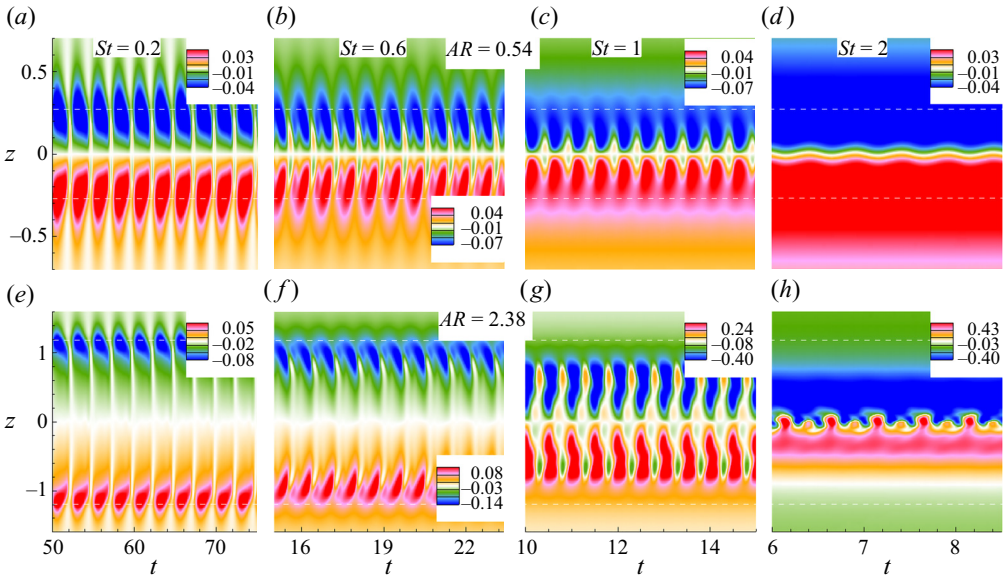 (a) (b) (c) (d)
St = 0.2 St = 0.6 AR = 0.54 St = 1 St = 2
0.03 −0.01 −0.04
0.04 −0.01 −0.07
0.04 −0.01 −0.07
0.03 −0.01 −0.04
0.5
z 0
−0.5
(e) (f) (g) (h)
AR = 2.38
0.05 −0.02 −0.08
0.08 −0.03 −0.14
0.24 −0.08 −0.40
0.43 −0.03 −0.40
1
z 0
−1
50 60 70 16 19 22 10 12 14 6 7 8
t t t t